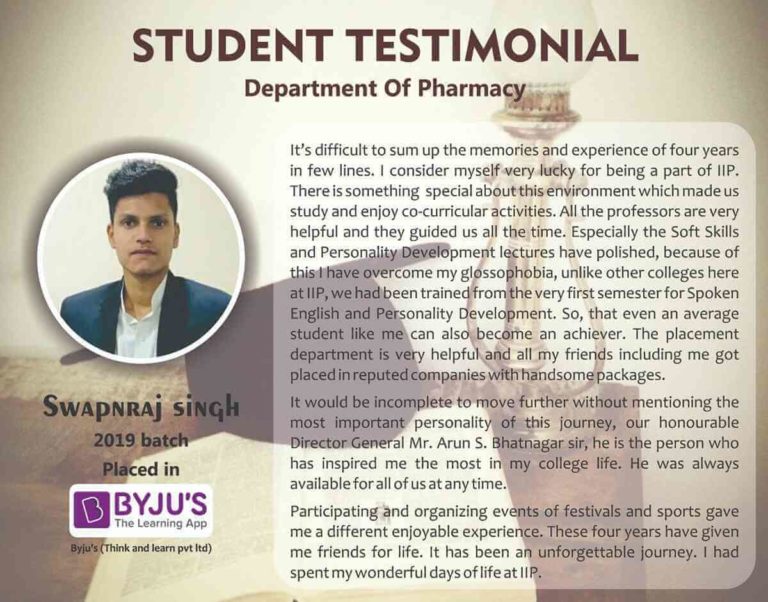 STUDENT TESTIMONIAL
Department Of Pharmacy
It's difficult to sum up the memories and experience of four years
in few lines. I consider myself very lucky for being a part of IIP.
There is something special about this environment which made us
study and enjoy co-curricular activities. All the professors are very
helpful and they guided us all the time. Especially the Soft Skills
and Personality Development lectures have polished, because of
this I have overcome my glossophobia, unlike other colleges here
at IIP, we had been trained from the very first semester for Spoken
English and Personality Development. So, that even an average
student like me can also become an achiever. The placement
department is very helpful and all my friends including me got
placed in reputed companies with handsome packages.
It would be incomplete to move further without mentioning the
most important personality of this journey, our honourable
Director General Mr. Arun S. Bhatnagar sir, he is the person who
has inspired me the most in my college life. He was always
available for all of us at any time.
Participating and organizing events of festivals and sports gave
me a different enjoyable experience. These four years have given
me friends for life. It has been an unforgettable journey. I had
spent my wonderful days of life at IIP.
Swapnraj singh
2019 batch
Placed in
BYJU'S
The Learning App
Byju's (Think and learn pvt ltd)